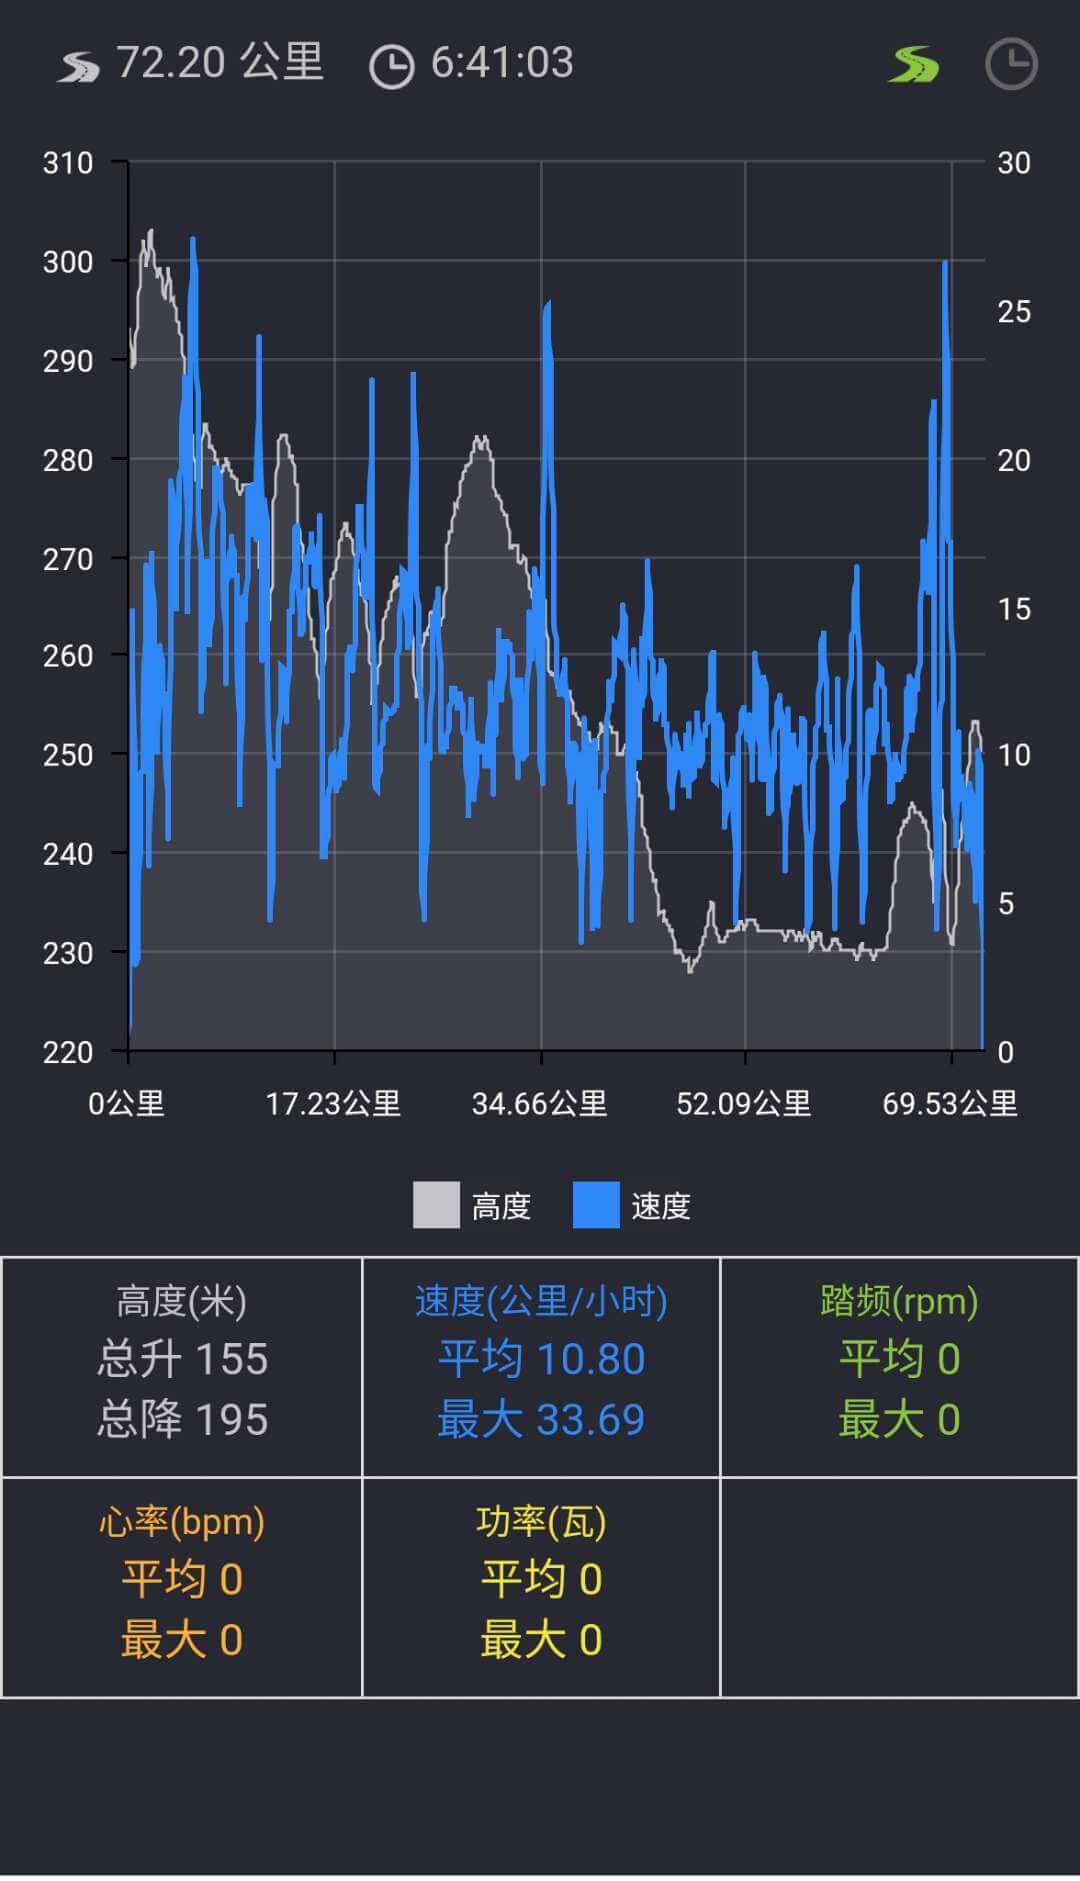 72.20 公里 6:41:03
310 30
300
25
290
280 20
270
15
260
250 10
240
5
230
220 0
0公里 17.23公里 34.66公里 52.09公里 69.53公里
高度 速度
高度(米) 速度(公里/小时) 踏频(rpm)
总升 155 平均 10.80 平均 0
总降 195 最大 33.69 最大 0
心率(bpm) 功率(瓦)
平均 0 平均 0
最大 0 最大 0